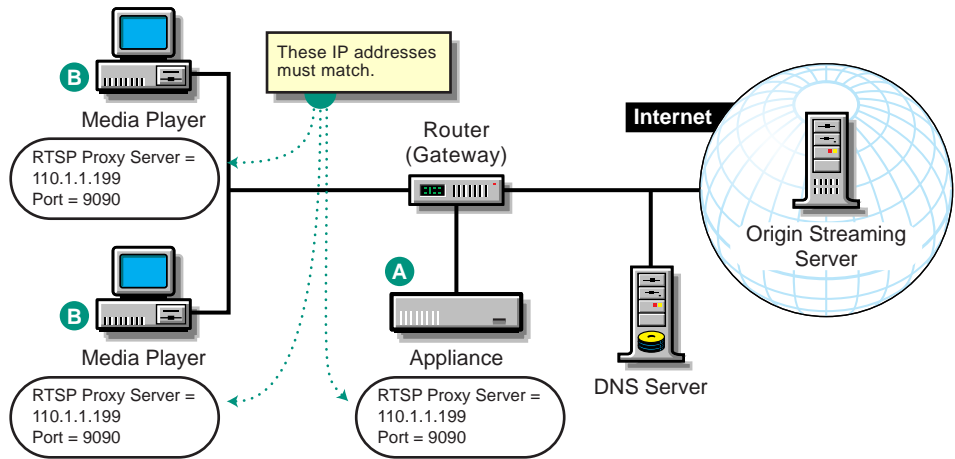 These IP addresses
must match.
B
Media Player
RTSP Proxy Server =
110.1.1.199
Port = 9090
Router
(Gateway)
Internet
Origin Streaming
Server
B
Media Player
RTSP Proxy Server =
110.1.1.199
Port = 9090
A
Appliance
RTSP Proxy Server =
110.1.1.199
Port = 9090
DNS Server